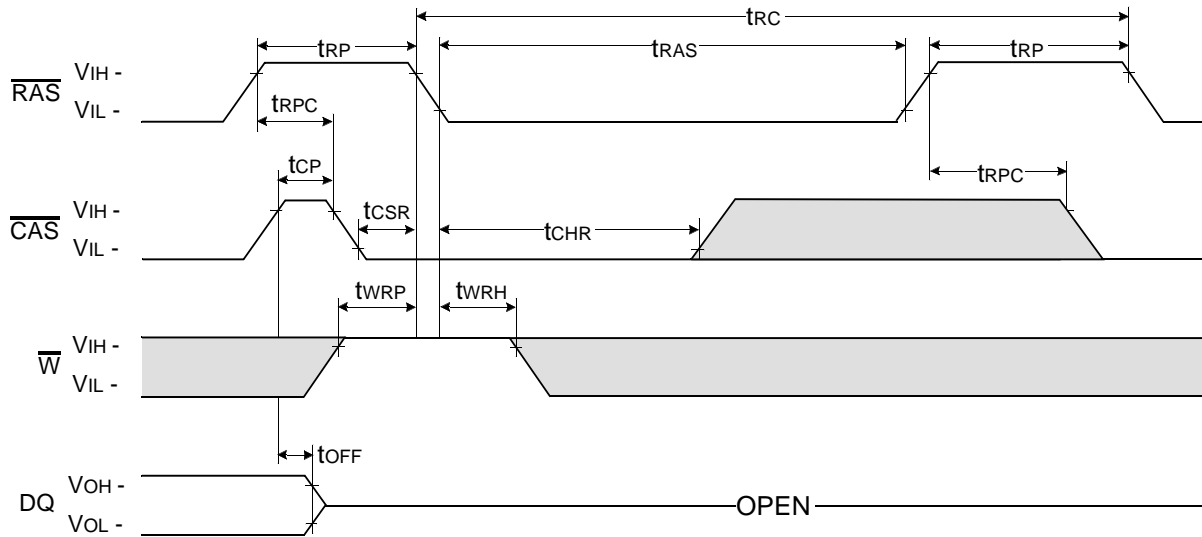 tRC
tRP tRAS tRP
RAS VIH -
VIL -
tRPC
tCP tRPC
CAS VIH - tCSR
VIL - tCHR
tWRP tWRH
W VIH -
VIL -
tOFF
DQ VOH -
VOL - OPEN